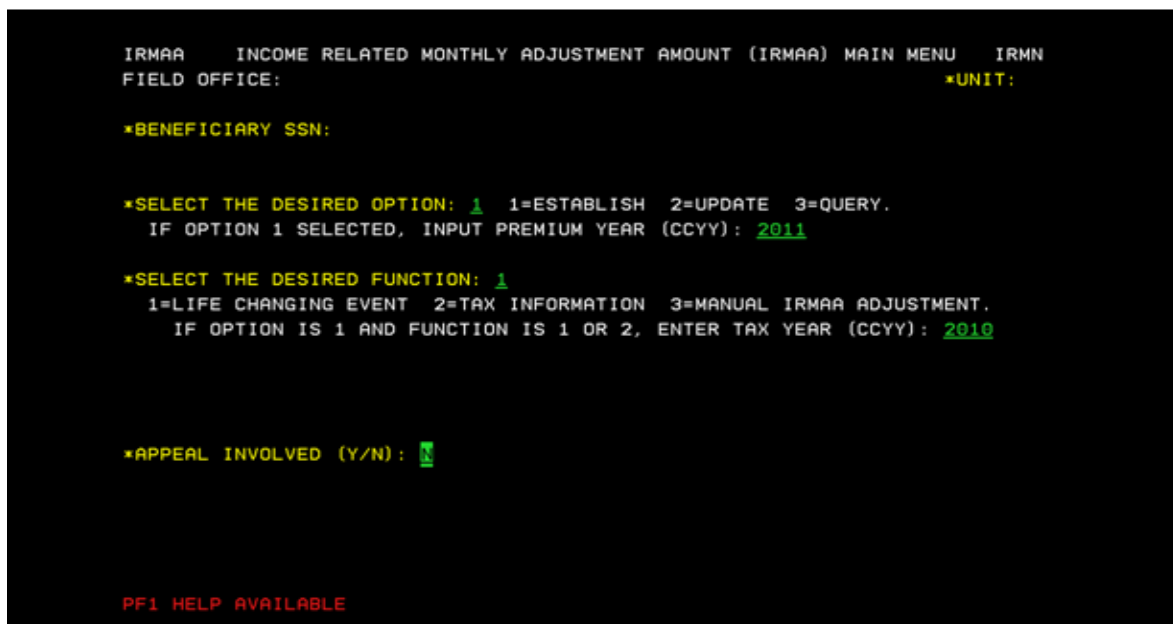 IRMAA INCOME RELATED MONTHLY ADJUSTMENT AMOUNT (IRMAA) MAIN MENU IRMN
FIELD OFFICE: *UNIT:
*BENEFICIARY SSN:
*SELECT THE DESIRED OPTION: 1 1=ESTABLISH 2=UPDATE 3=QUERY.
IF OPTION 1 SELECTED, INPUT PREMIUM YEAR (CCYY): 2011
*SELECT THE DESIRED FUNCTION: 1
1=LIFE CHANGING EVENT 2=TAX INFORMATION 3=MANUAL IRMAA ADJUSTMENT.
IF OPTION IS 1 AND FUNCTION IS 1 OR 2, ENTER TAX YEAR (CCYY): 2010
*APPEAL INVOLVED (Y/N): N
PF1 HELP AVAILABLE